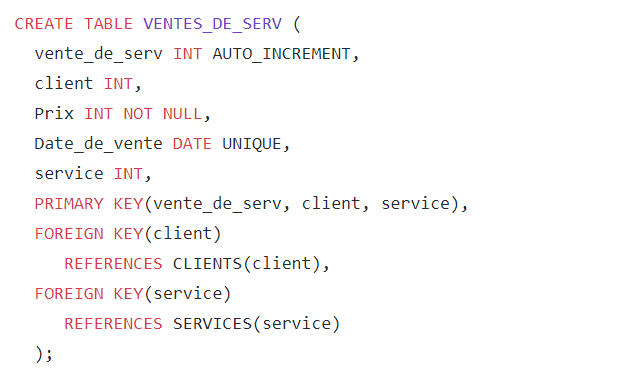 CREATE TABLE VENTES_DE_SERV (
vente_de_serv INT AUTO_INCREMENT,
client INT,
Prix INT NOT NULL,
Date_de_vente DATE UNIQUE,
service INT,
PRIMARY KEY(vente_de_serv, client, service),
FOREIGN KEY(client)
REFERENCES CLIENTS(client),
FOREIGN KEY(service)
REFERENCES SERVICES(service)
);